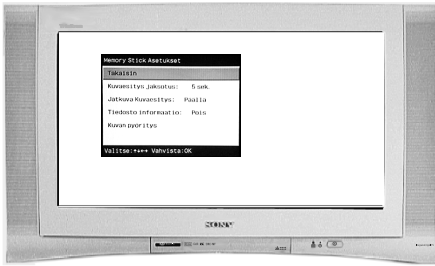 Memory Stick Asetukset
Takaisin
Kuvaesitys jaksotus: 5 sek.
Jatkuva Kuvaesitys: Päällä
Tiedosto informaatio: Pois
Kuvan pyöritys
Valitse:↑↓←→ Vahvista:OK
SONY